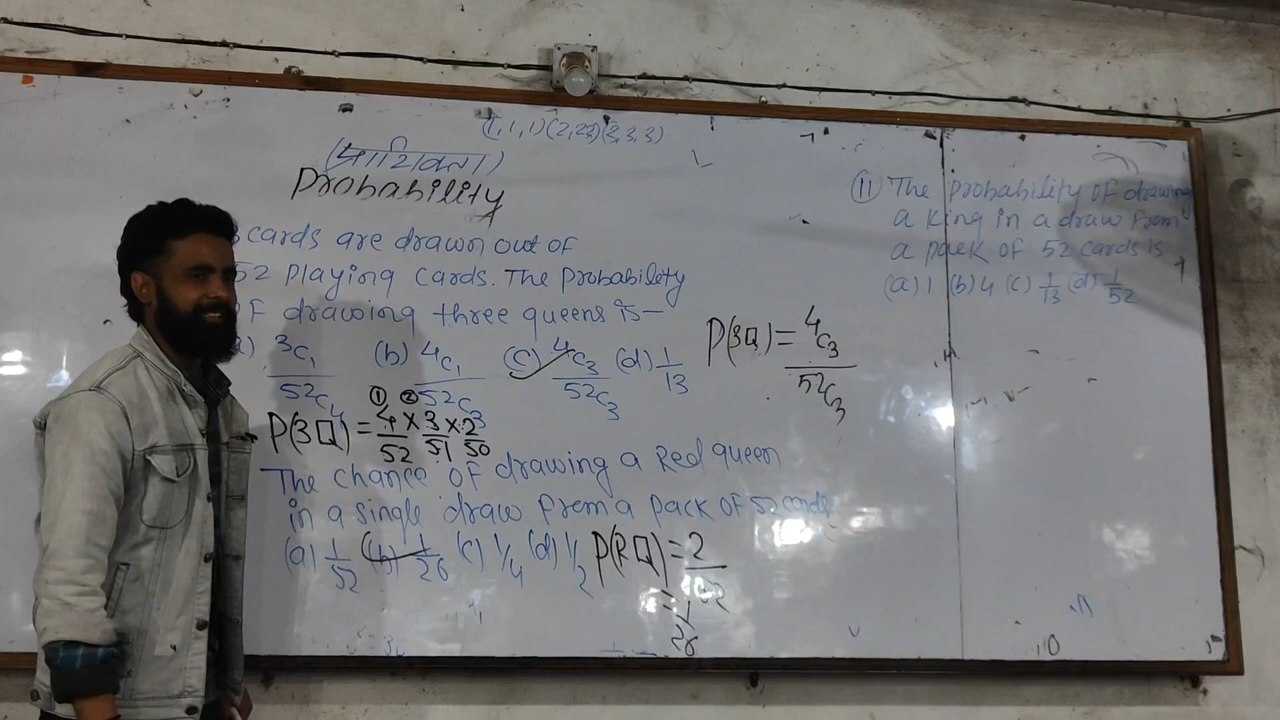 (1,1,1)(2,2,2)(3,3,3)
(प्रायिकता)
Probability
cards are drawn out of
52 Playing cards. The Probability
of drawing three queens is-
a) 3C1/52C4 (b) 4C1/52C3 (c) 4C3/52C3 (d) 1/13
P(3Q) = 4C3/52C3
① ②
P(3Q) = 4/52 × 3/51 × 2/50
The chance of drawing a Red queen
in a single draw from a pack of 52 cards
(a) 1/52 (b) 1/26 (c) 1/4 (d) 1/2
P(RQ) = 2/52
= 1/26
⑪ The Probability of drawing
a king in a draw from
a pack of 52 cards is
(a) 1 (b) 4 (c) 1/13 (d) 1/52